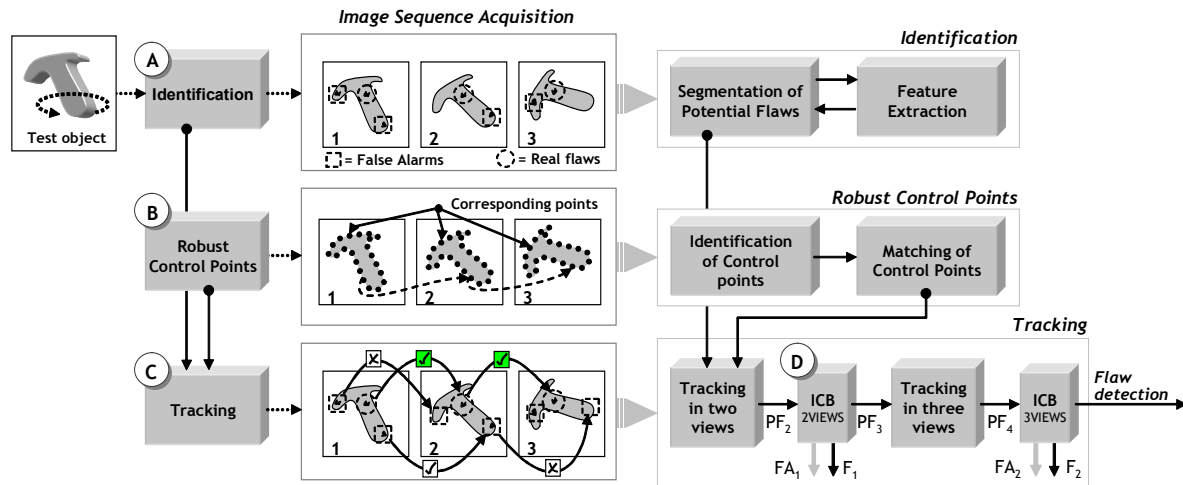 Image Sequence Acquisition
Identification
A
Identification
Test object
1
2
3
= False Alarms
= Real flaws
Segmentation of
Potential Flaws
Feature
Extraction
Robust Control Points
B
Robust
Control Points
Corresponding points
1
2
3
Identification
of Control
points
Matching of
Control Points
Tracking
C
Tracking
1
2
3
Tracking
in two
views
PF2
D
ICB
2VIEWS
PF3
Tracking
in three
views
PF4
ICB
3VIEWS
Flaw
detection
FA1
F1
FA2
F2